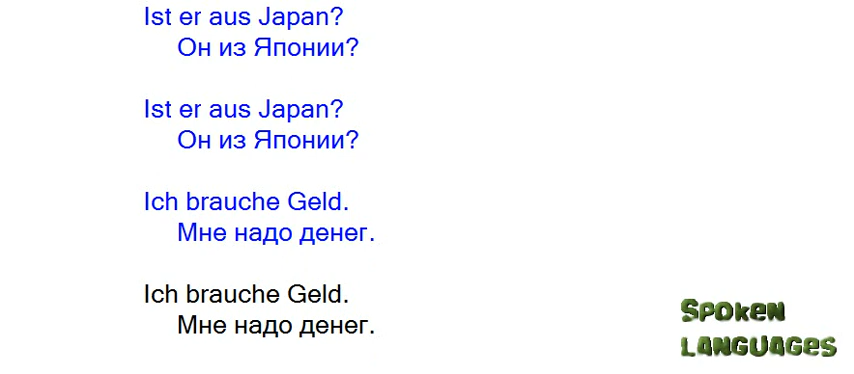 Ist er aus Japan?
Он из Японии?
Ist er aus Japan?
Он из Японии?
Ich brauche Geld.
Мне надо денег.
Ich brauche Geld.
Мне надо денег.
Spoken
Languages